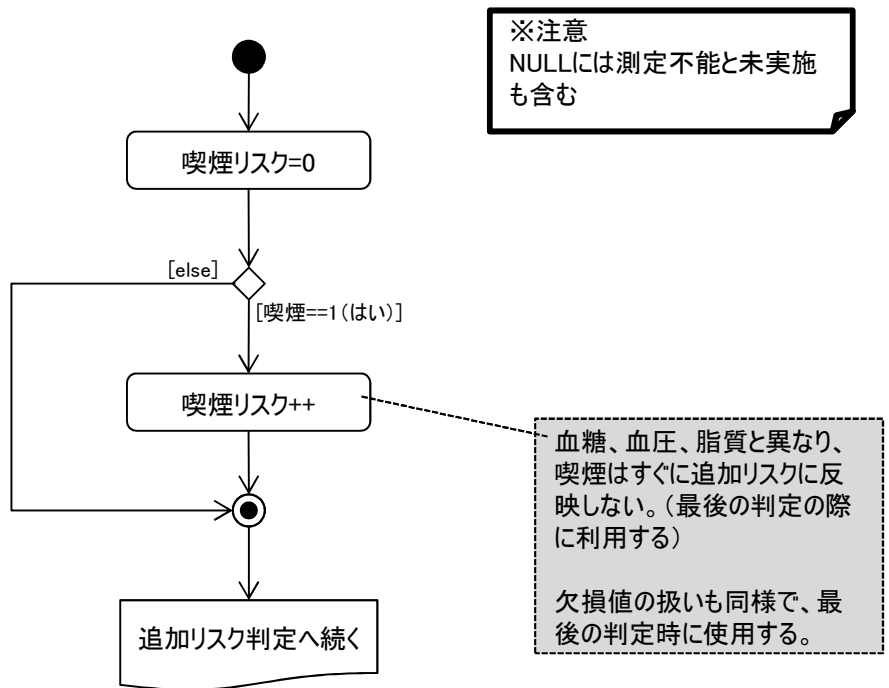 ※注意
NULLには測定不能と未実施
も含む
喫煙リスク=0
[else]
[喫煙==1(はい)]
喫煙リスク++
血糖、血圧、脂質と異なり、
喫煙はすぐに追加リスクに反
映しない。(最後の判定の際
に利用する)
欠損値の扱いも同様で、最
後の判定時に使用する。
追加リスク判定へ続く